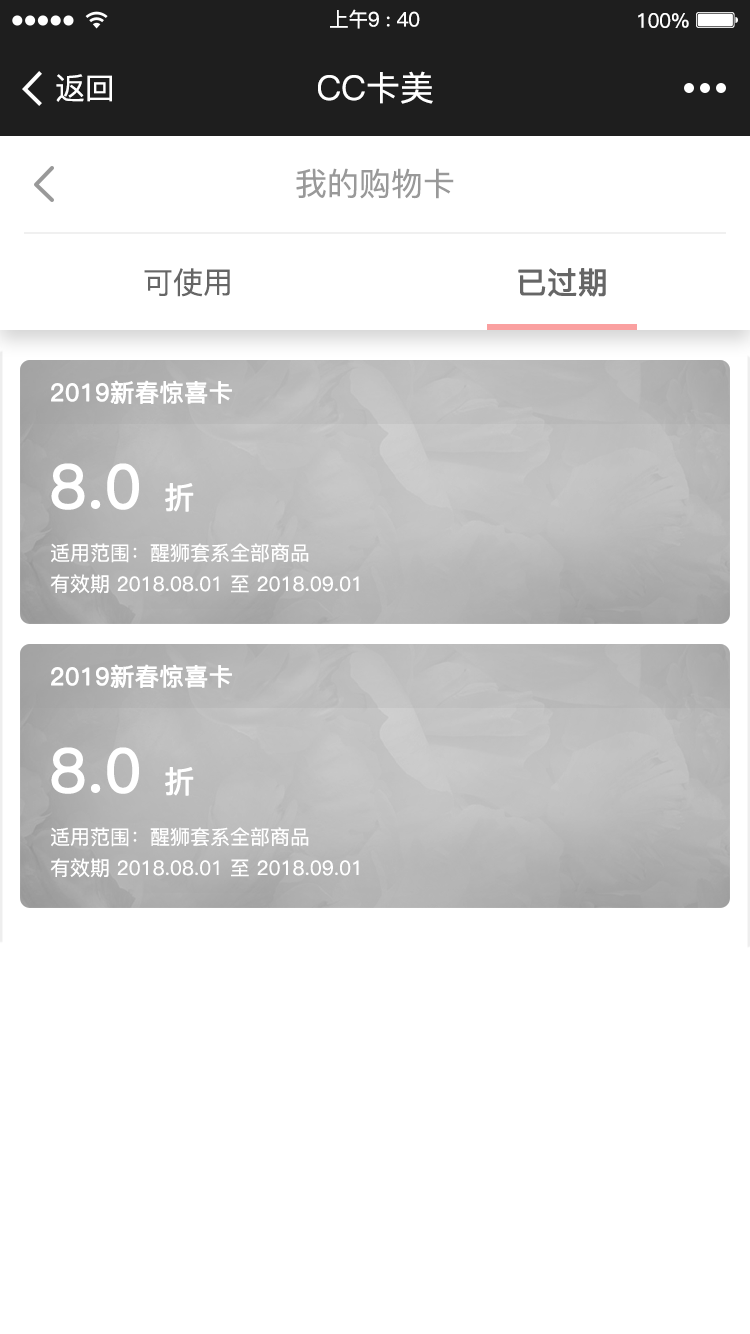 上午9 : 40
100%
返回
CC卡美
我的购物卡
可使用
已过期
2019新春惊喜卡
8.0 折
适用范围：醒狮套系全部商品
有效期 2018.08.01 至 2018.09.01
2019新春惊喜卡
8.0 折
适用范围：醒狮套系全部商品
有效期 2018.08.01 至 2018.09.01